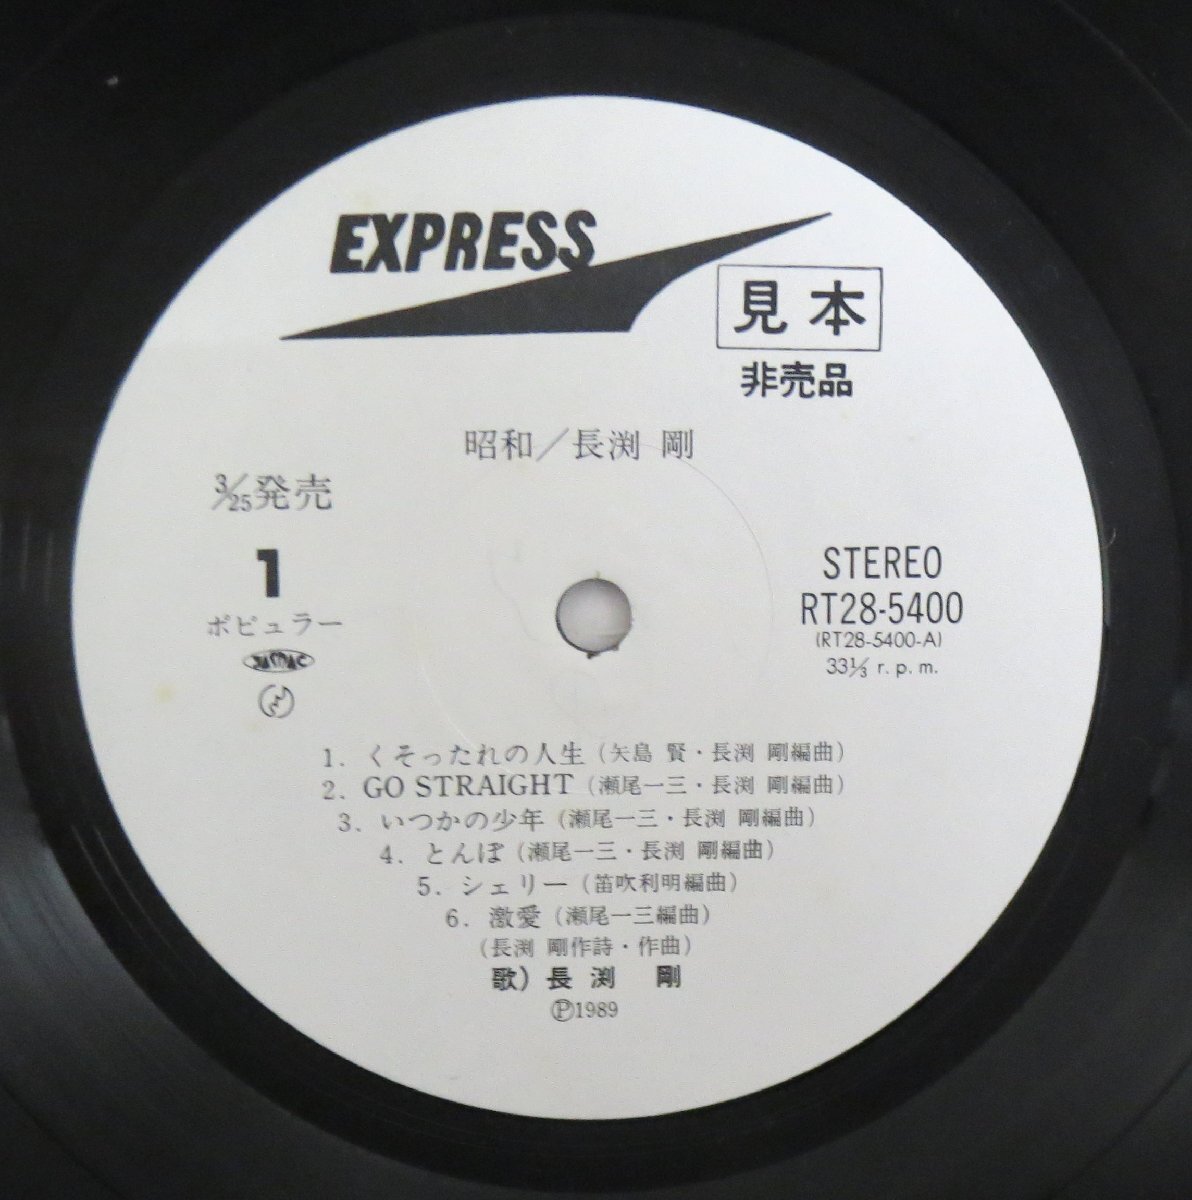 EXPRESS
見本
非売品
昭和／長渕 剛
3/25発売
1
ポピュラー
JASRAC
STEREO
RT28-5400
(RT28-5400-A)
33⅓ r.p.m.
1. くそったれの人生（矢島 賢・長渕 剛編曲）
2. GO STRAIGHT（瀬尾一三・長渕 剛編曲）
3. いつかの少年（瀬尾一三・長渕 剛編曲）
4. とんぼ（瀬尾一三・長渕 剛編曲）
5. シェリー（笛吹利明編曲）
6. 激愛（瀬尾一三編曲）
（長渕 剛作詩・作曲）
歌）長渕 剛
Ⓟ1989